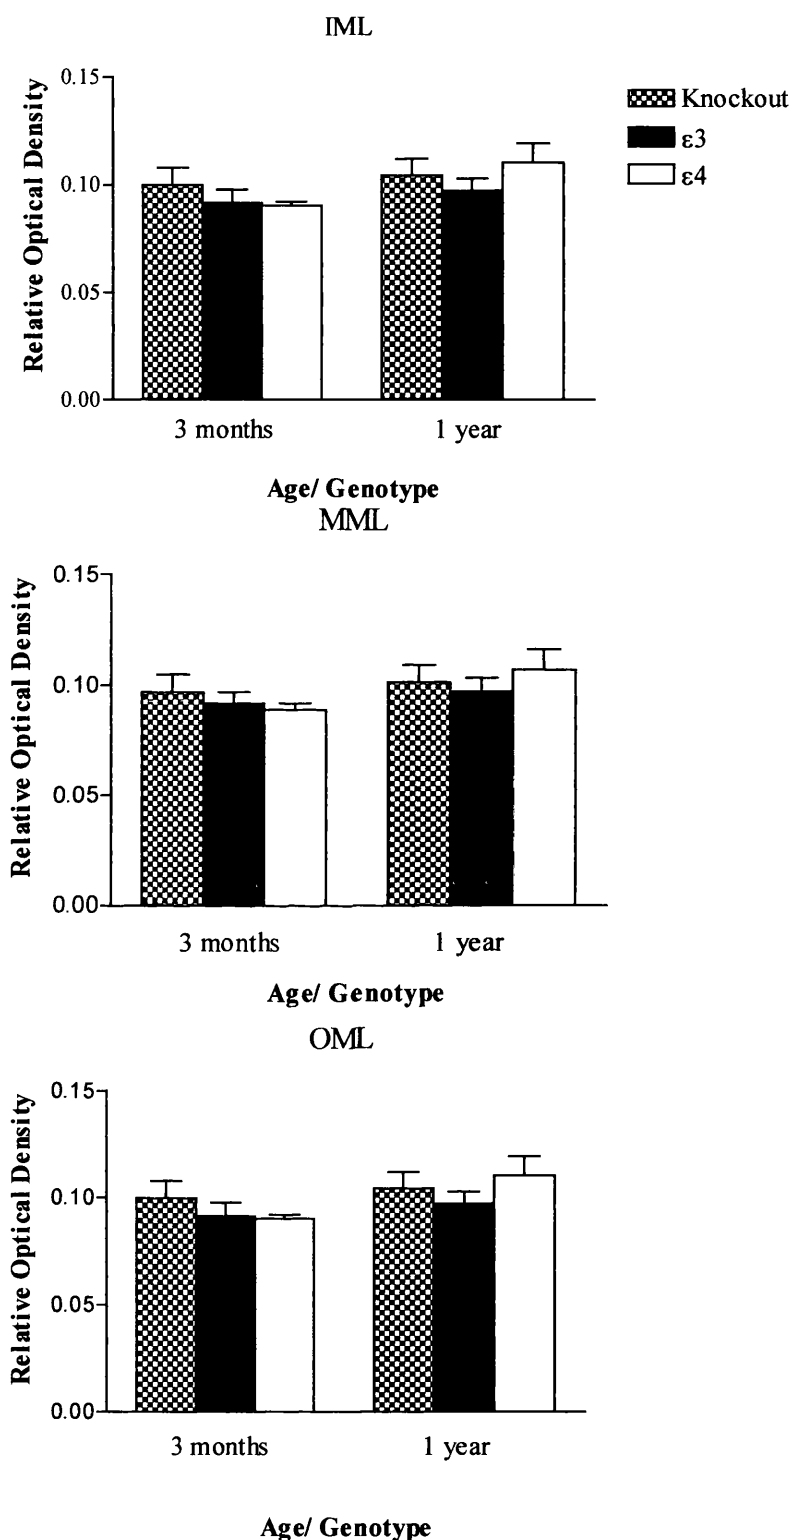 IML
0.15
0.10
0.05
0.00
Relative Optical Density
Knockout
ε3
ε4
3 months 1 year
Age/ Genotype
MML
0.15
0.10
0.05
0.00
Relative Optical Density
3 months 1 year
Age/ Genotype
OML
0.15
0.10
0.05
0.00
Relative Optical Density
3 months 1 year
Age/ Genotype